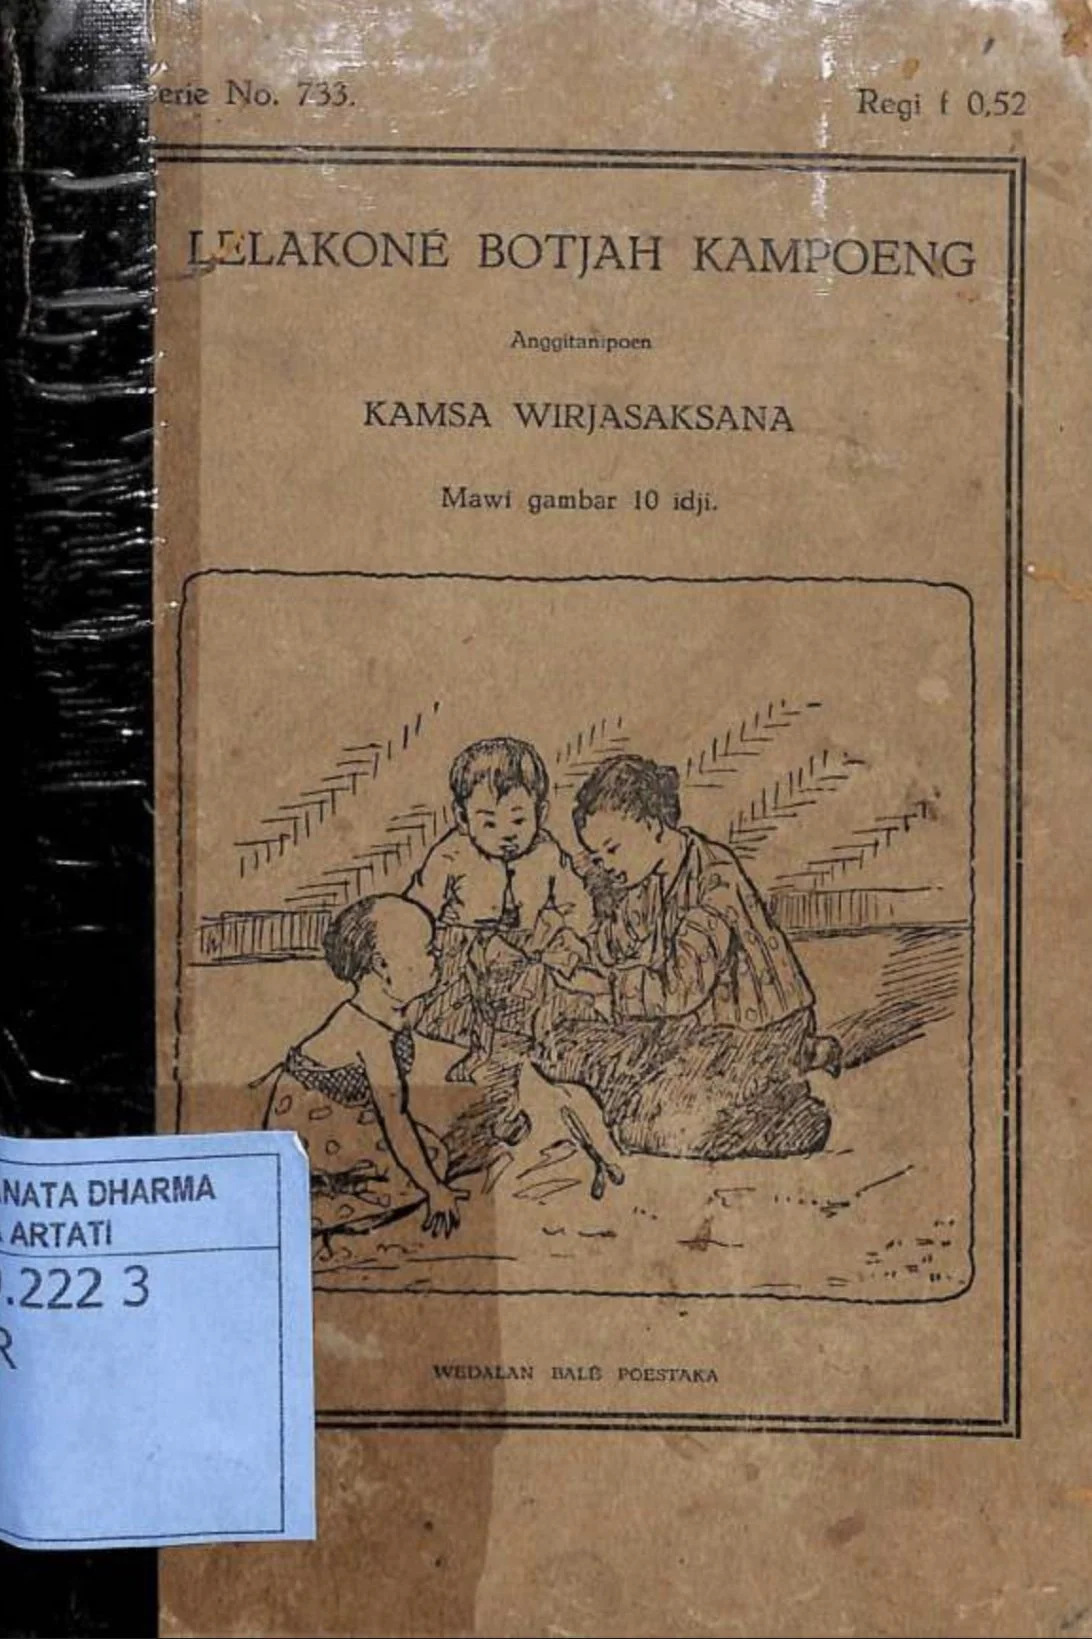 erie No. 733.
Regi f 0,52
LELAKONÉ BOTJAH KAMPOENG
Anggitanipoen
KAMSA WIRJASAKSANA
Mawi gambar 10 idji.
WEDALAN BALÉ POESTAKA
NATA DHARMA
ARTATI
.222 3
R